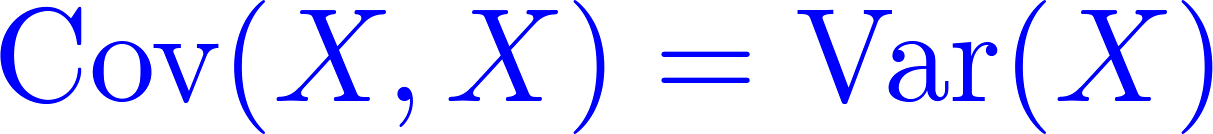 Cov(X, X) = Var(X)